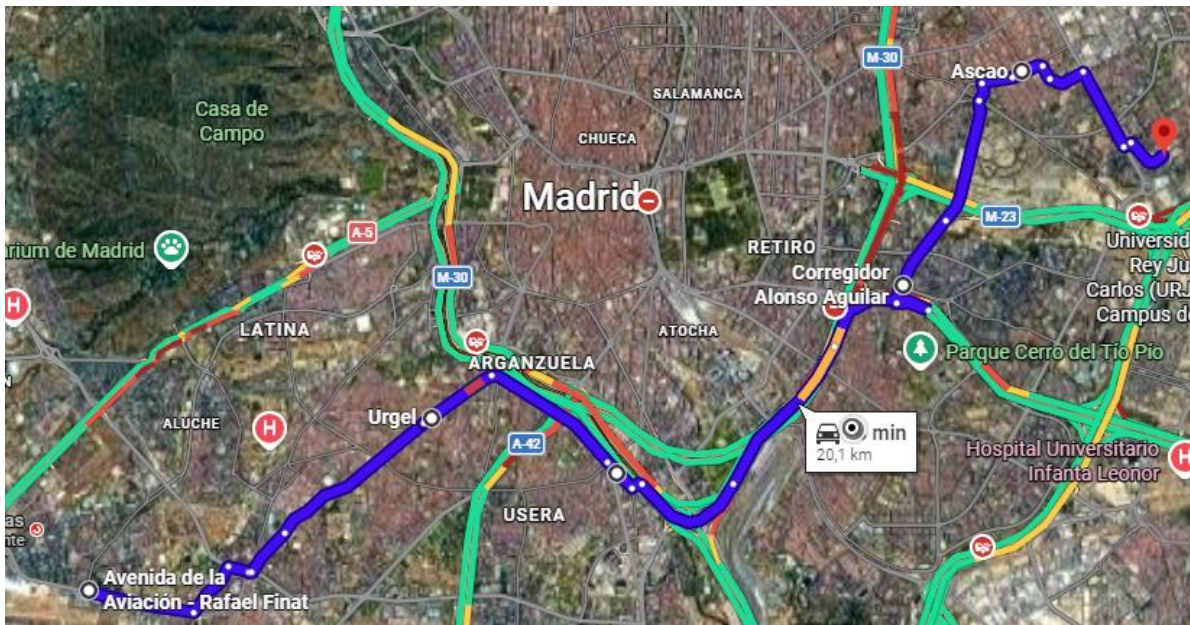 M-30
Ascao
SALAMANCA
Casa de
Campo
CHUECA
Madrid
M-23
A-5
arium de Madrid
Universid
Rey Ju
Carlos (URJ
Campus de
RETIRO
Corregidor
Alonso Aguilar
M-30
H
LATINA
ATOCHA
Parque Cerro del Tío Pío
ARGANZUELA
Urgel
ALUCHE
H
A-42
min
20,1 km
Hospital Universitario
Infanta Leonor
H
USERA
Avenida de la
Aviación - Rafael Finat